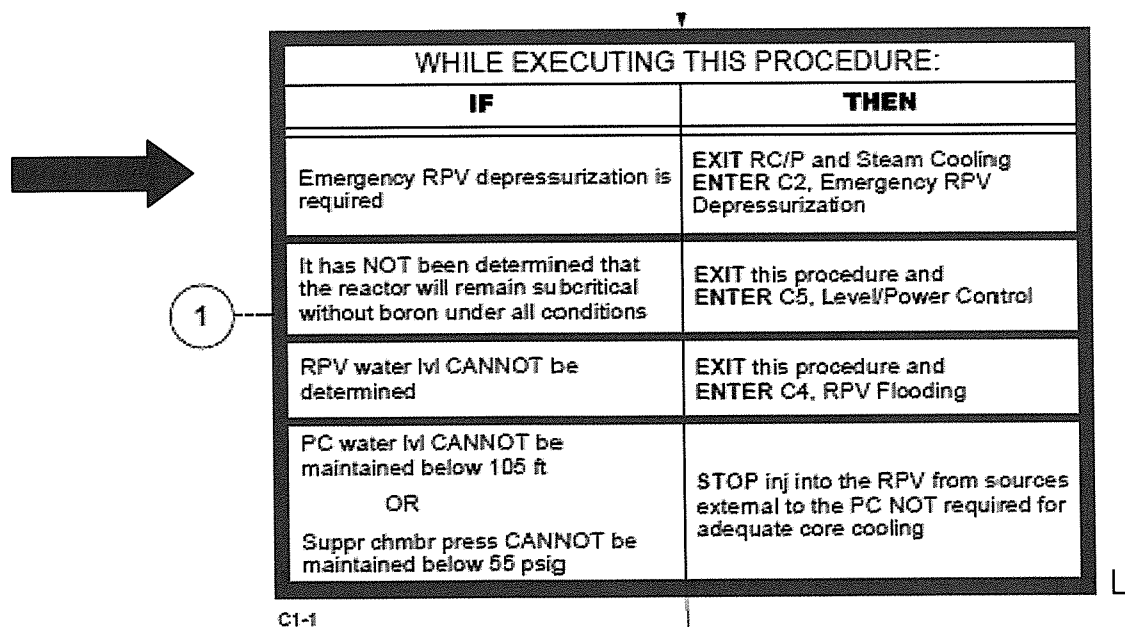 WHILE EXECUTING THIS PROCEDURE:
IF
THEN
Emergency RPV depressurization is
required
EXIT RC/P and Steam Cooling
ENTER C2, Emergency RPV
Depressurization
1
It has NOT been determined that
the reactor will remain subcritical
without boron under all conditions
EXIT this procedure and
ENTER C5, Level/Power Control
RPV water lvl CANNOT be
determined
EXIT this procedure and
ENTER C4, RPV Flooding
PC water lvl CANNOT be
maintained below 105 ft
OR
Suppr chmbr press CANNOT be
maintained below 55 psig
STOP inj into the RPV from sources
external to the PC NOT required for
adequate core cooling
C1-1